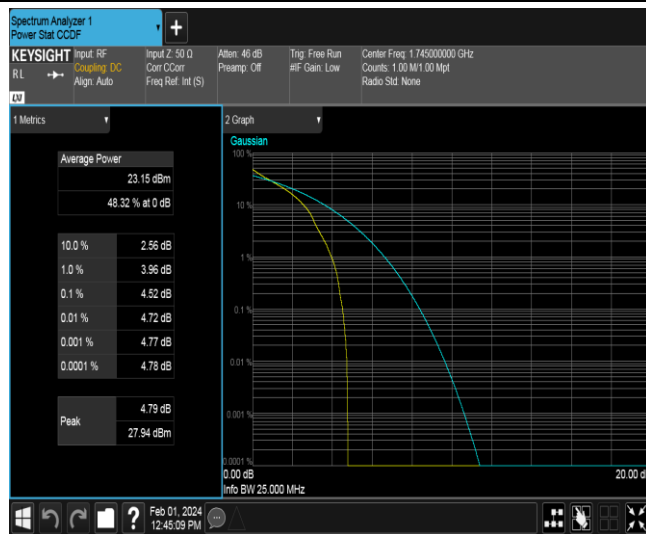 Spectrum Analyzer 1
Power Stat CCDF
+
KEYSIGHT
RL
LXI
Input: RF
Coupling: DC
Align: Auto
Input Z: 50 Ω
Corr CCorr
Freq Ref: Int (S)
Atten: 46 dB
Preamp: Off
Trig: Free Run
#IF Gain: Low
Center Freq: 1.745000000 GHz
Counts: 1.00 M/1.00 Mpt
Radio Std: None
1 Metrics
Average Power
23.15 dBm
48.32 % at 0 dB
10.0 % 2.56 dB
1.0 % 3.96 dB
0.1 % 4.52 dB
0.01 % 4.72 dB
0.001 % 4.77 dB
0.0001 % 4.78 dB
Peak 4.79 dB
27.94 dBm
2 Graph
Gaussian
100 %
10 %
1 %
0.1 %
0.01 %
0.001 %
0.0001 %
0.00 dB 20.00 d
Info BW 25.000 MHz
? Feb 01, 2024
12:45:09 PM